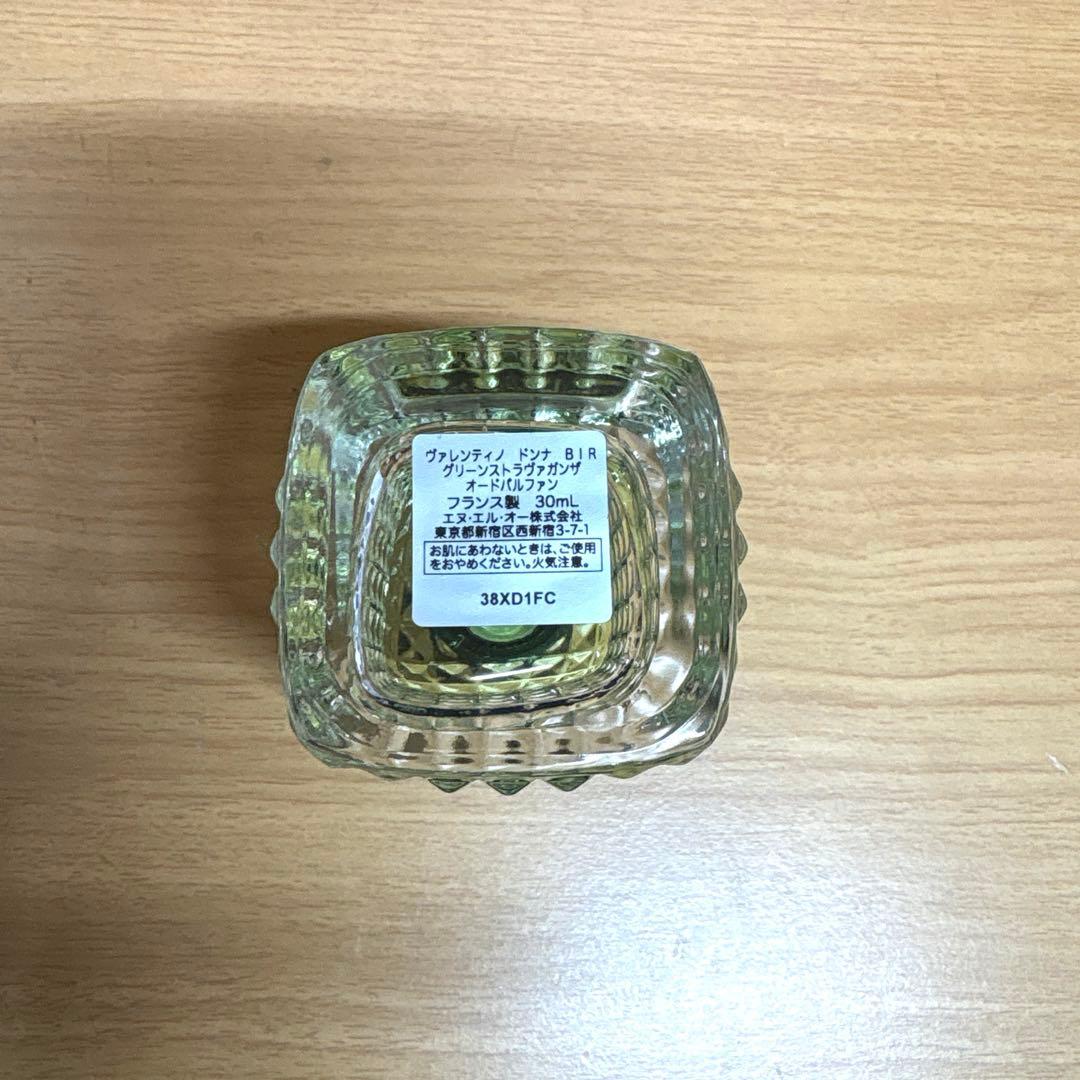 ヴァレンティノ ドンナ BIR
グリーンストラヴァガンザ
オードパルファン
フランス製 30mL
エヌ・エル・オー株式会社
東京都新宿区西新宿3-7-1
お肌にあわないときは、ご使用
をおやめください。火気注意。
38XD1FC